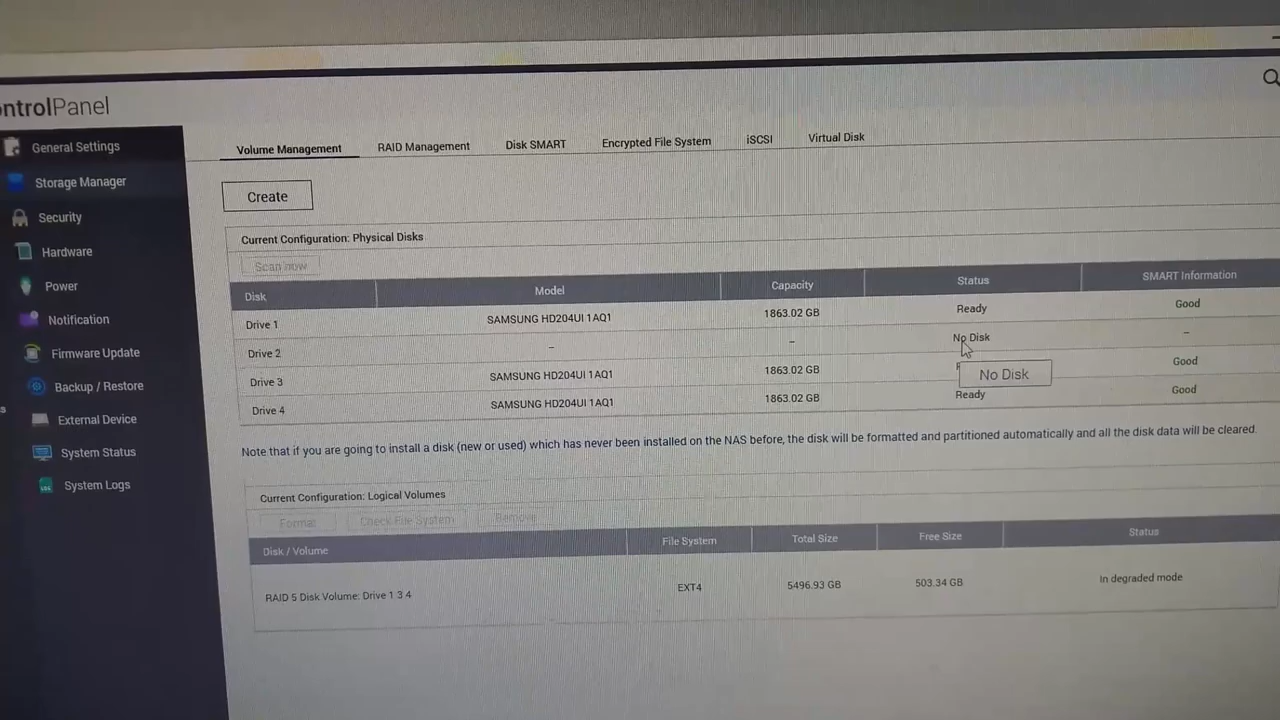 ontrolPanel
General Settings
Storage Manager
Security
Hardware
Power
Notification
Firmware Update
Backup / Restore
External Device
System Status
System Logs
s
Volume Management RAID Management Disk SMART Encrypted File System iSCSI Virtual Disk
Create
Current Configuration: Physical Disks
Scan now
Disk Model Capacity Status SMART Information
Drive 1 SAMSUNG HD204UI 1AQ1 1863.02 GB Ready Good
Drive 2 -- -- No Disk --
Drive 3 SAMSUNG HD204UI 1AQ1 1863.02 GB Good
No Disk
Drive 4 SAMSUNG HD204UI 1AQ1 1863.02 GB Ready Good
Note that if you are going to install a disk (new or used) which has never been installed on the NAS before, the disk will be formatted and partitioned automatically and all the disk data will be cleared.
Current Configuration: Logical Volumes
Format Check File System Remove
Disk / Volume File System Total Size Free Size Status
RAID 5 Disk Volume: Drive 1 3 4 EXT4 5496.93 GB 503.34 GB In degraded mode